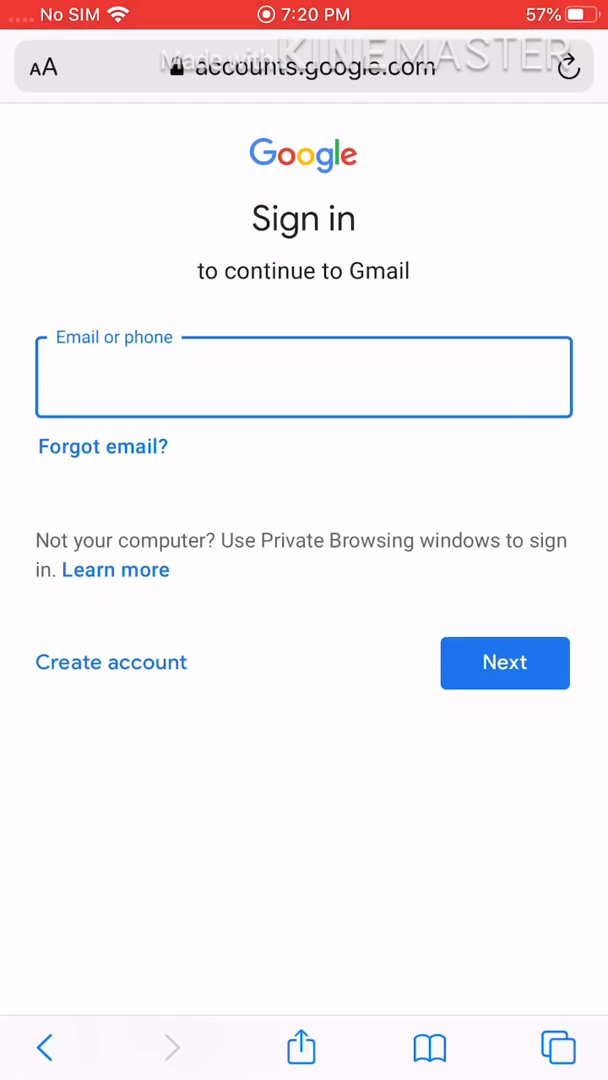 No SIM 7:20 PM 57%
Made with KINEMASTER
AA accounts.google.com
Google
Sign in
to continue to Gmail
Email or phone
Forgot email?
Not your computer? Use Private Browsing windows to sign
in. Learn more
Create account Next